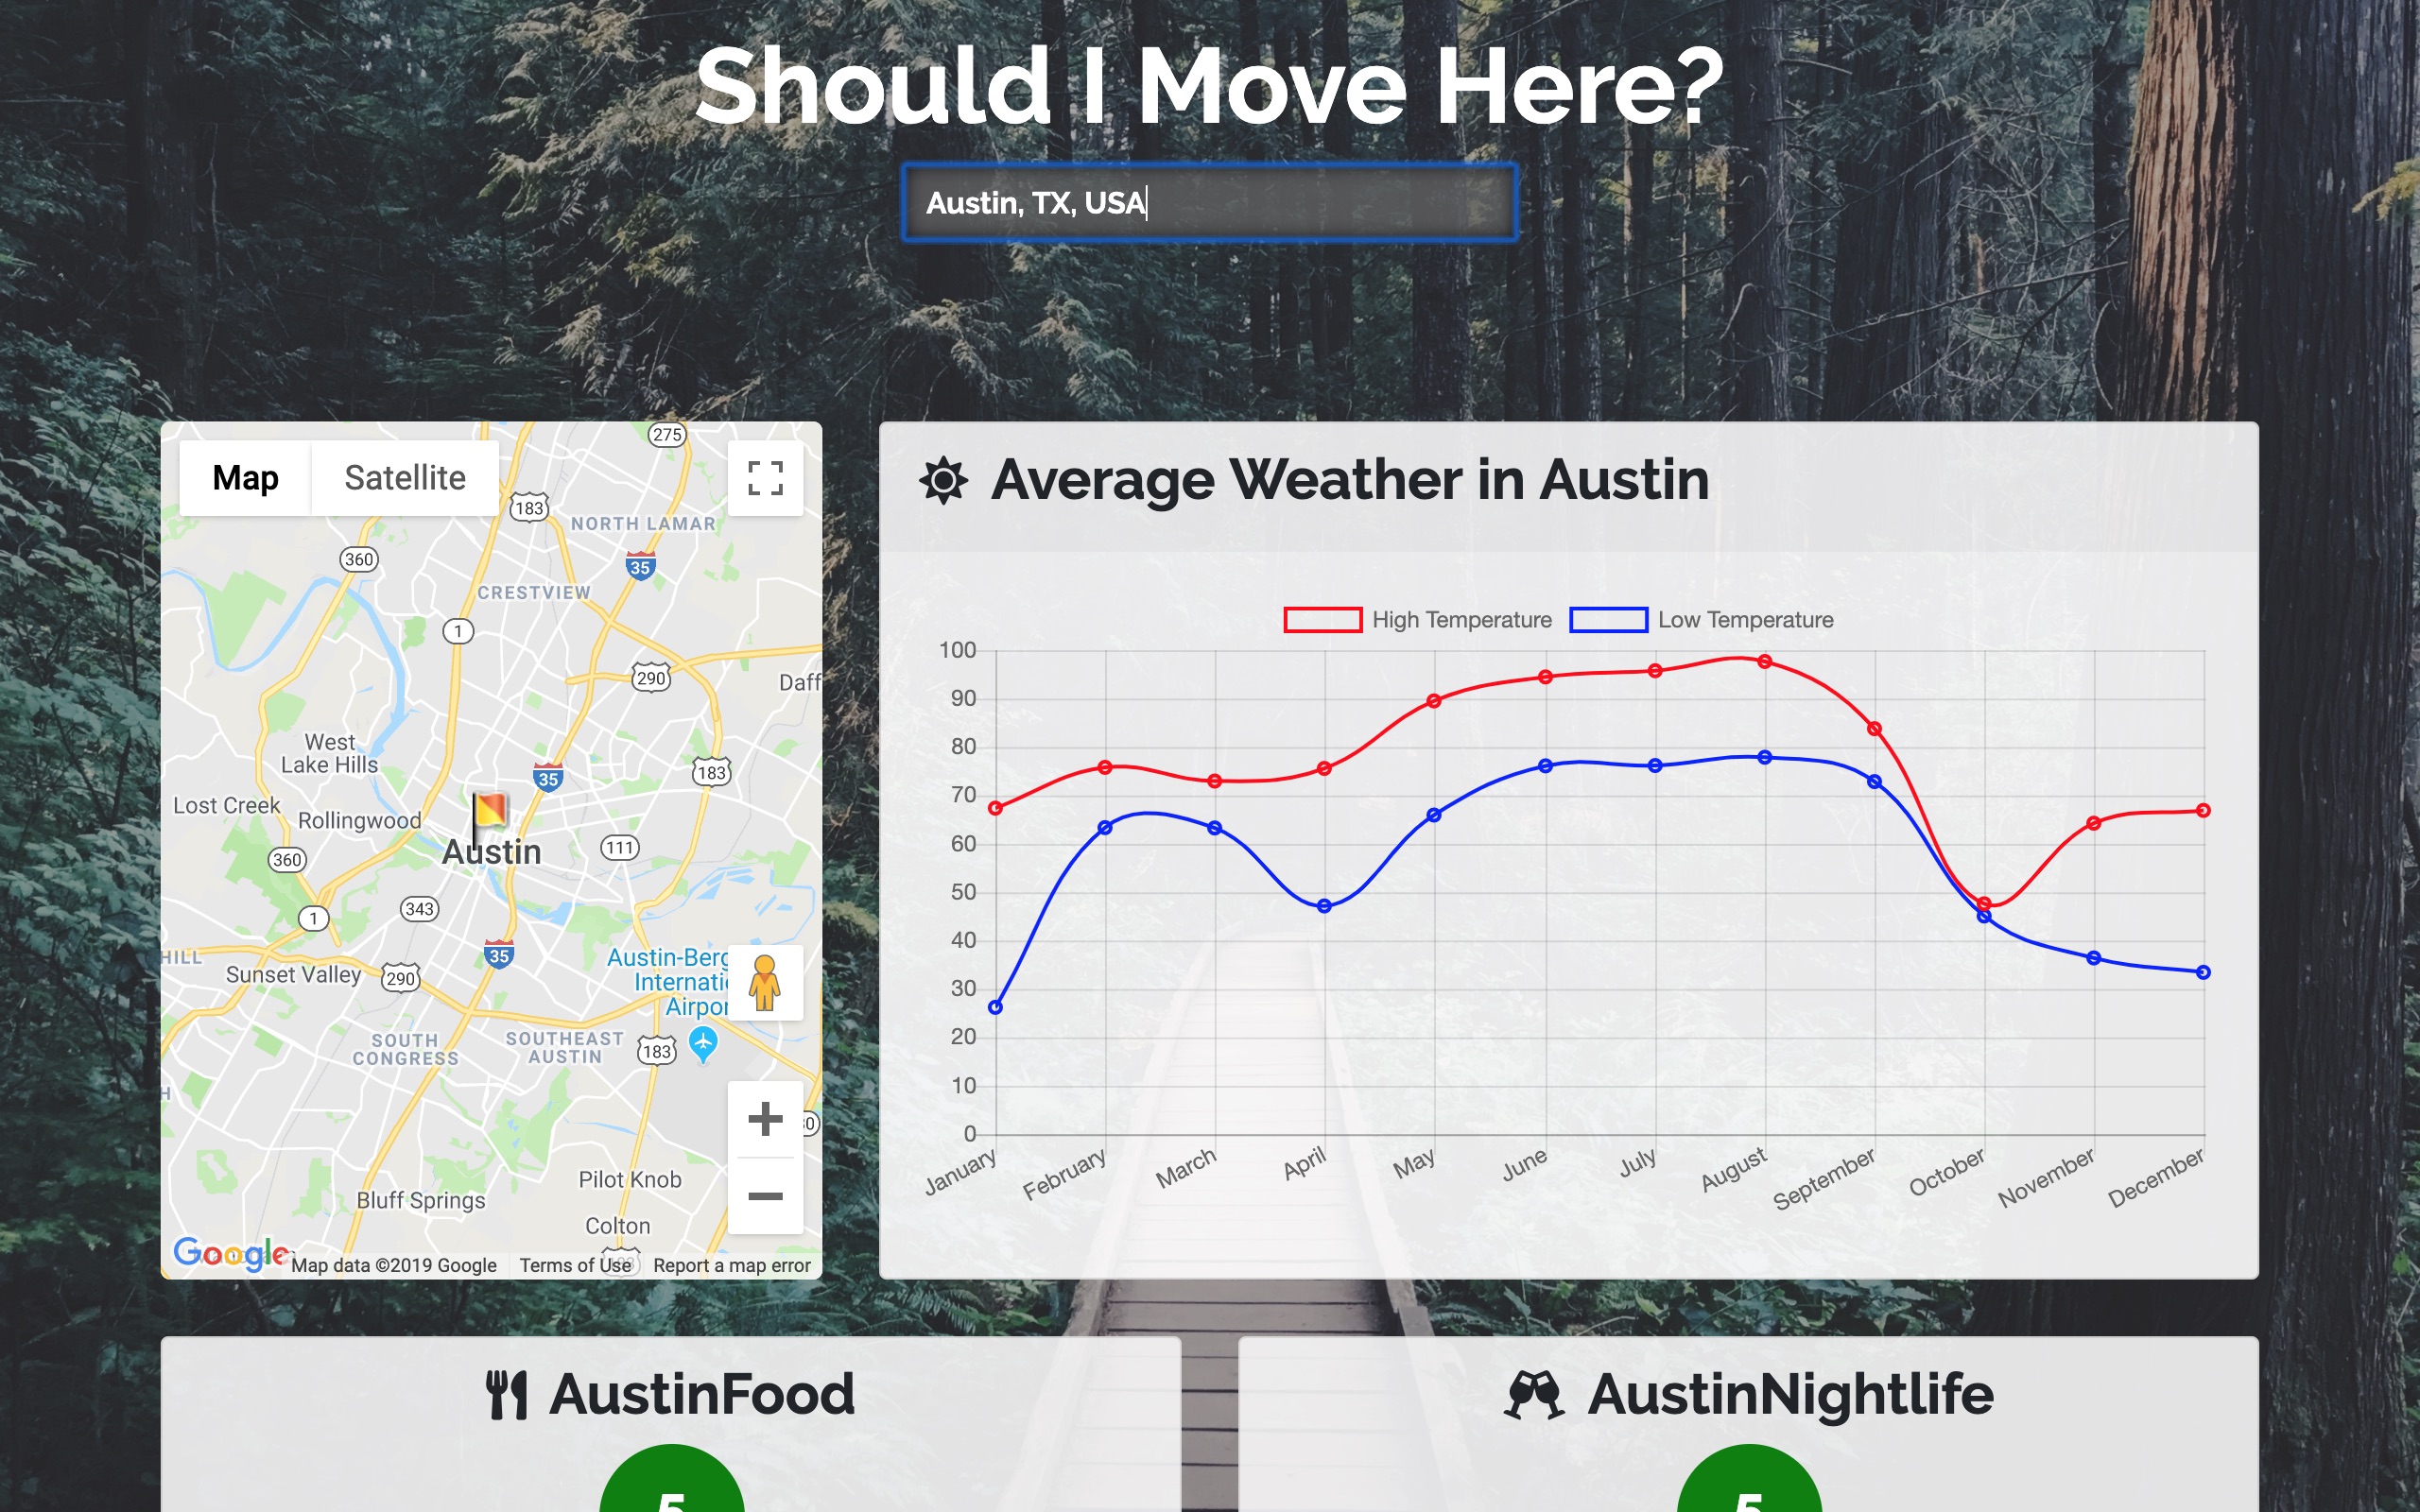 Should I Move Here?
Austin, TX, USA
Map
Satellite
275
183
NORTH LAMAR
360
35
CRESTVIEW
1
290
Daff
West
Lake Hills
35
183
Lost Creek
Rollingwood
Austin
360
111
343
1
35
HILL
Sunset Valley
290
Austin-Berg
Internati
Airpor
SOUTH
CONGRESS
SOUTHEAST
AUSTIN
183
H
30
Pilot Knob
Bluff Springs
Colton
183
Google
Map data ©2019 Google
Terms of Use
Report a map error
Average Weather in Austin
High Temperature
Low Temperature
100
90
80
70
60
50
40
30
20
10
0
January
February
March
April
May
June
July
August
September
October
November
December
AustinFood
5
AustinNightlife
5